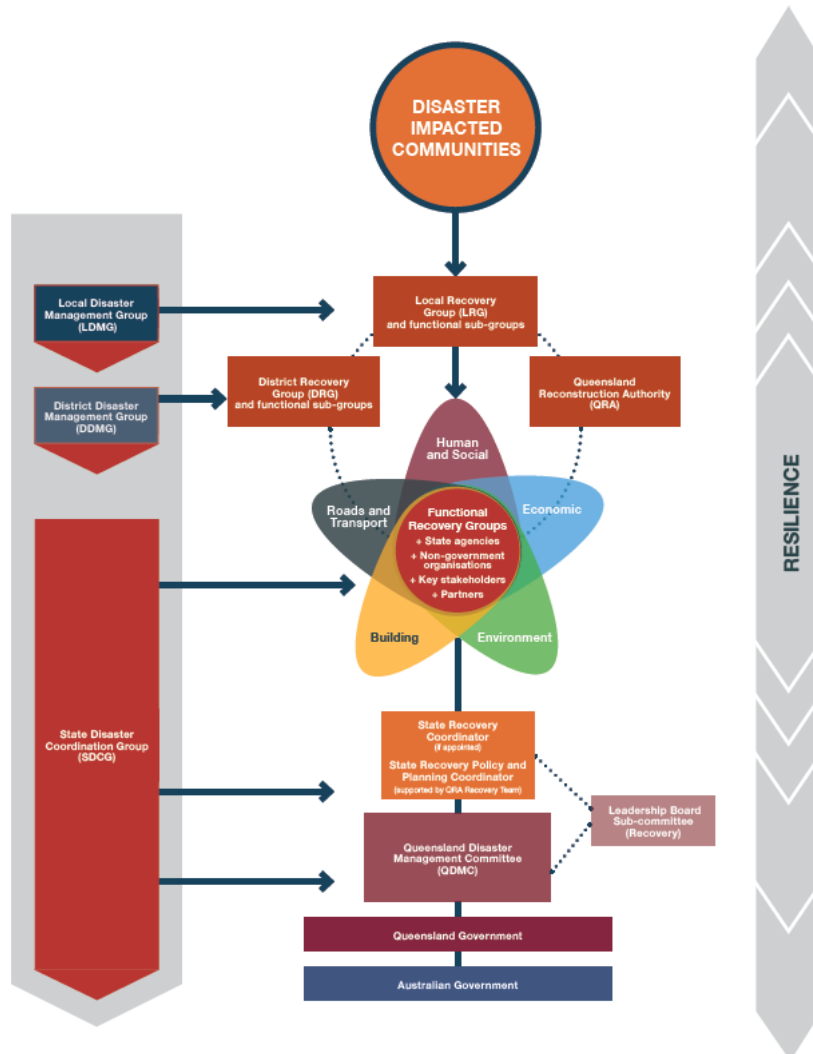 DISASTER
IMPACTED
COMMUNITIES
Local Disaster
Management Group
(LDMG)
Local Recovery
Group (LRG)
and functional sub-groups
District Disaster
Management Group
(DDMG)
District Recovery
Group (DRG)
and functional sub-groups
Queensland
Reconstruction Authority
(QRA)
Human
and Social
Roads and
Transport
Economic
Functional
Recovery Groups
+ State agencies
+ Non-government
organisations
+ Key stakeholders
+ Partners
Building
Environment
State Disaster
Coordination Group
(SDCG)
State Recovery
Coordinator
(if appointed)
State Recovery Policy and
Planning Coordinator
(supported by QRA Recovery Team)
Leadership Board
Sub-committee
(Recovery)
Queensland Disaster
Management Committee
(QDMC)
Queensland Government
Australian Government
RESILIENCE